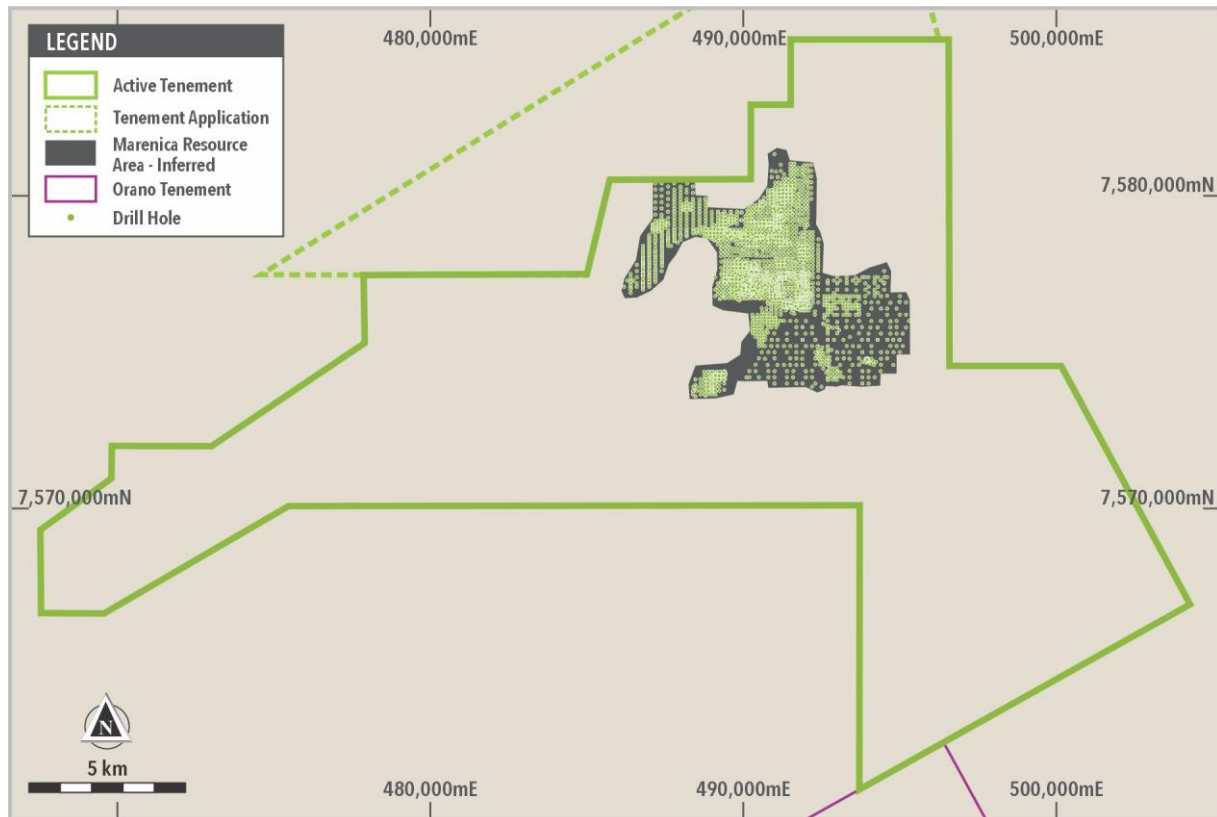 LEGEND
Active Tenement
Tenement Application
Marenica Resource
Area - Inferred
Orano Tenement
Drill Hole
480,000mE
490,000mE
500,000mE
7,580,000mN
7,570,000mN
7,570,000mN
N
5 km
480,000mE
490,000mE
500,000mE